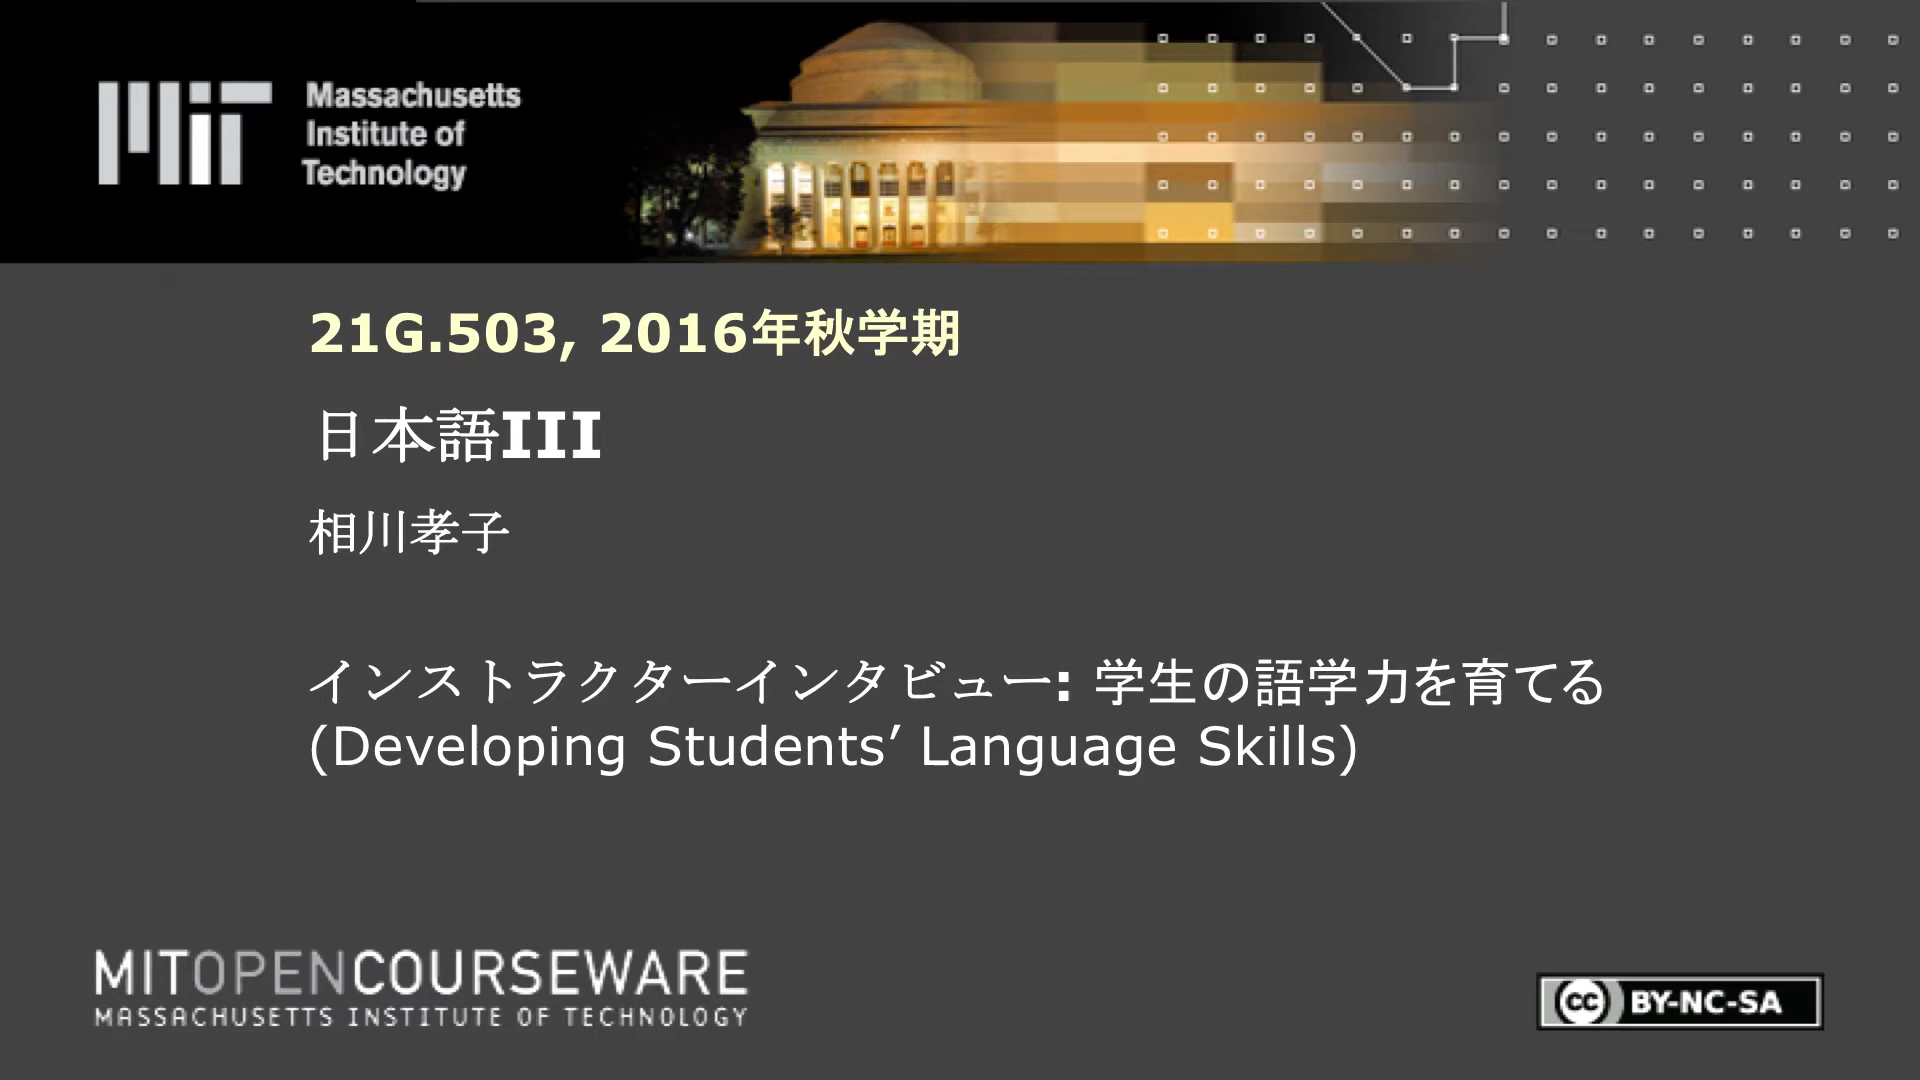 Massachusetts
Institute of
Technology
21G.503, 2016年秋学期
日本語III
相川孝子
インストラクターインタビュー: 学生の語学力を育てる
(Developing Students’ Language Skills)
MITOPENCOURSEWARE
MASSACHUSETTS INSTITUTE OF TECHNOLOGY
cc BY-NC-SA